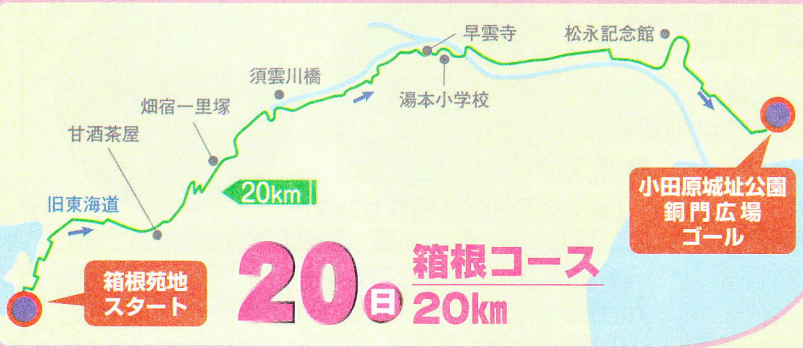 早雲寺
松永記念館
須雲川橋
湯本小学校
畑宿一里塚
甘酒茶屋
20km
旧東海道
小田原城址公園
銅門広場
ゴール
箱根苑地
スタート
20日
箱根コース
20km